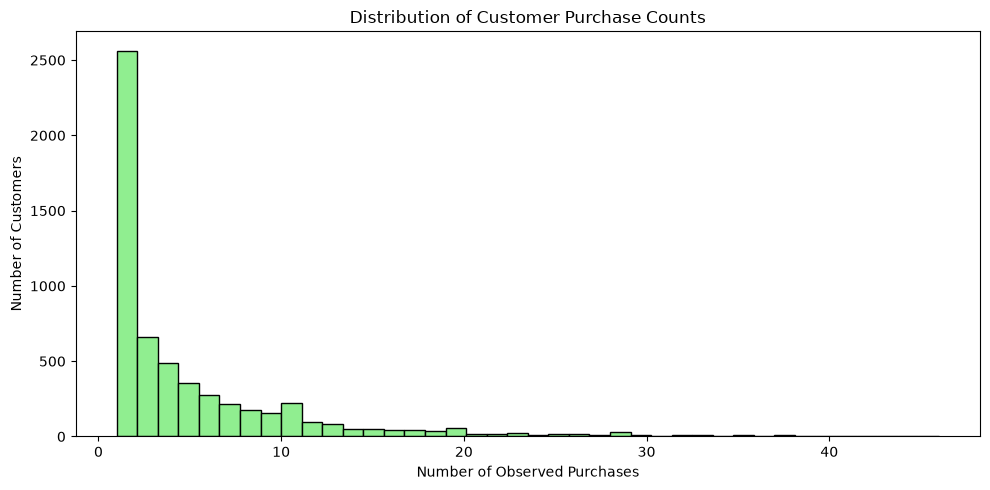 Distribution of Customer Purchase Counts
Number of Customers
2500
2000
1500
1000
500
0
0 10 20 30 40
Number of Observed Purchases